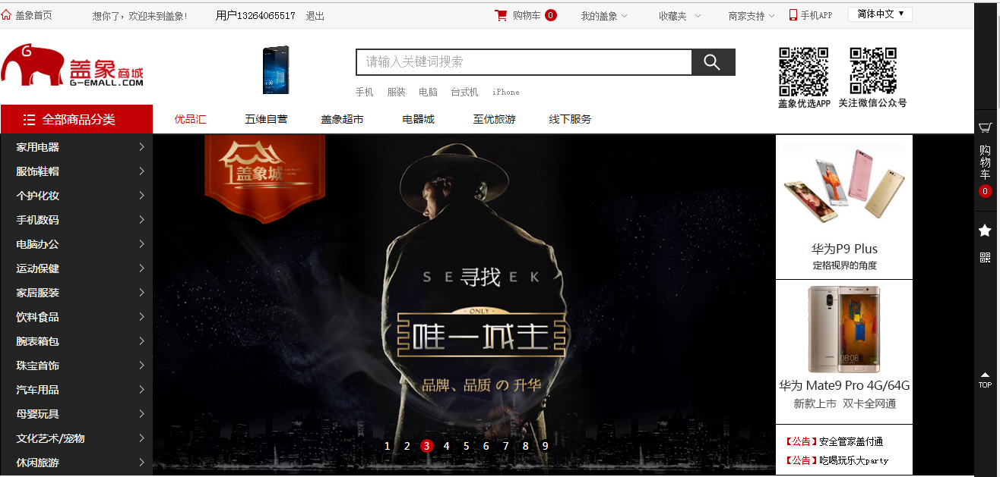 盖象首页 想你了，欢迎来到盖象! 用户13264065517 退出 购物车 0 我的盖象 收藏夹 商家支持 手机APP 简体中文 ▼
G
盖象商城
G-EMALL.COM
请输入关键词搜索
手机 服装 电脑 台式机 iPhone
盖象优选APP 关注微信公众号
全部商品分类 优品汇 五维自营 盖象超市 电器城 至优旅游 线下服务
家用电器
服饰鞋帽
个护化妆
手机数码
电脑办公
运动保健
家居服装
饮料食品
腕表箱包
珠宝首饰
汽车用品
母婴玩具
文化艺术/宠物
休闲旅游
盖象城
SE寻找EK
·ONLY·
唯一城主
品牌、品质 の 升华
1 2 3 4 5 6 7 8 9
华为P9 Plus
定格视界的角度
08:08
华为 Mate9 Pro 4G/64G
新款上市 双卡全网通
【公告】安全管家盖付通
【公告】吃喝玩乐大party
购物车
0
TOP